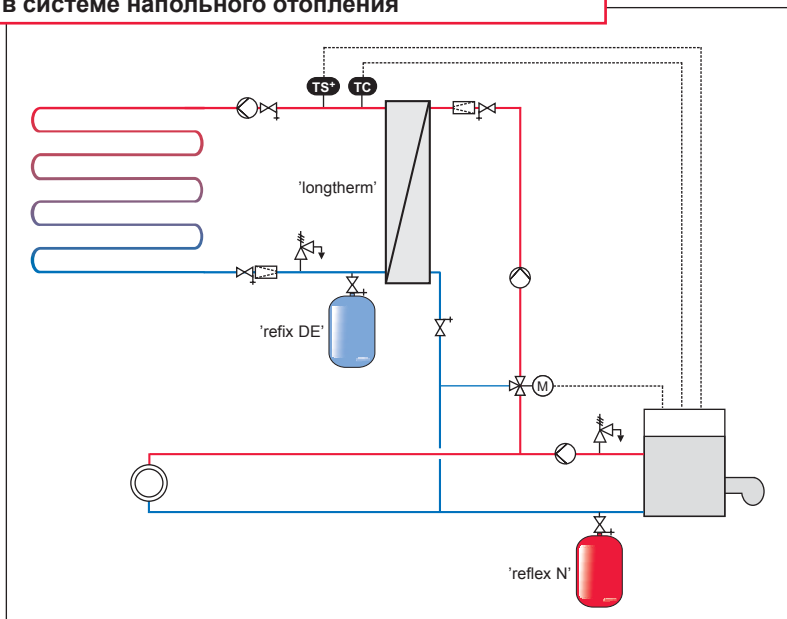 в системе напольного отопления
TS+
TC
'longtherm'
'refix DE'
M
'reflex N'